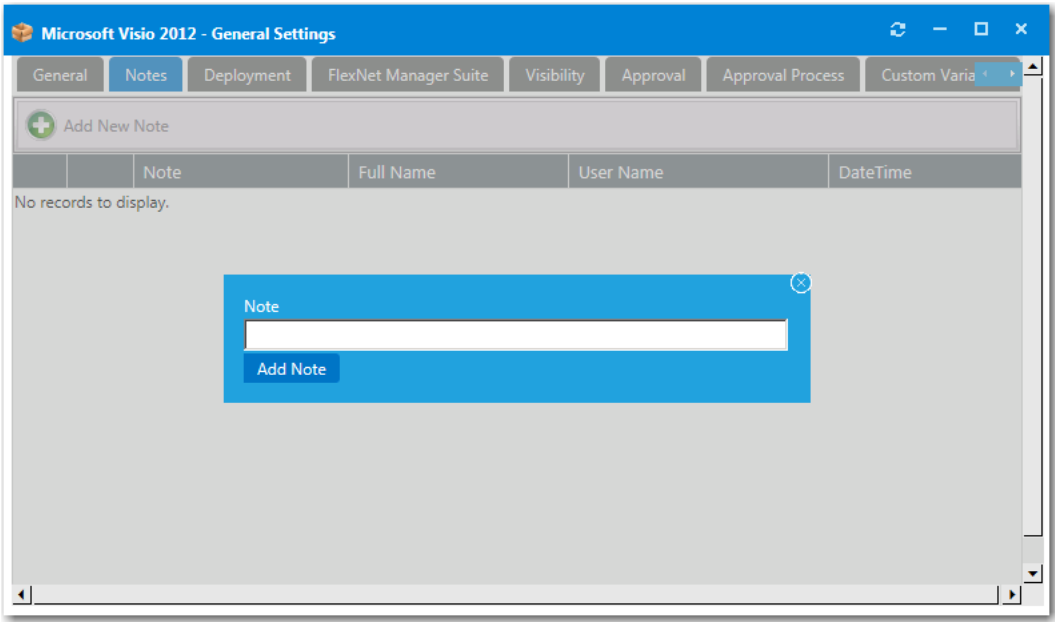 Microsoft Visio 2012 - General Settings
General Notes Deployment FlexNet Manager Suite Visibility Approval Approval Process Custom Varia
Add New Note
Note Full Name User Name DateTime
No records to display.
Note
Add Note